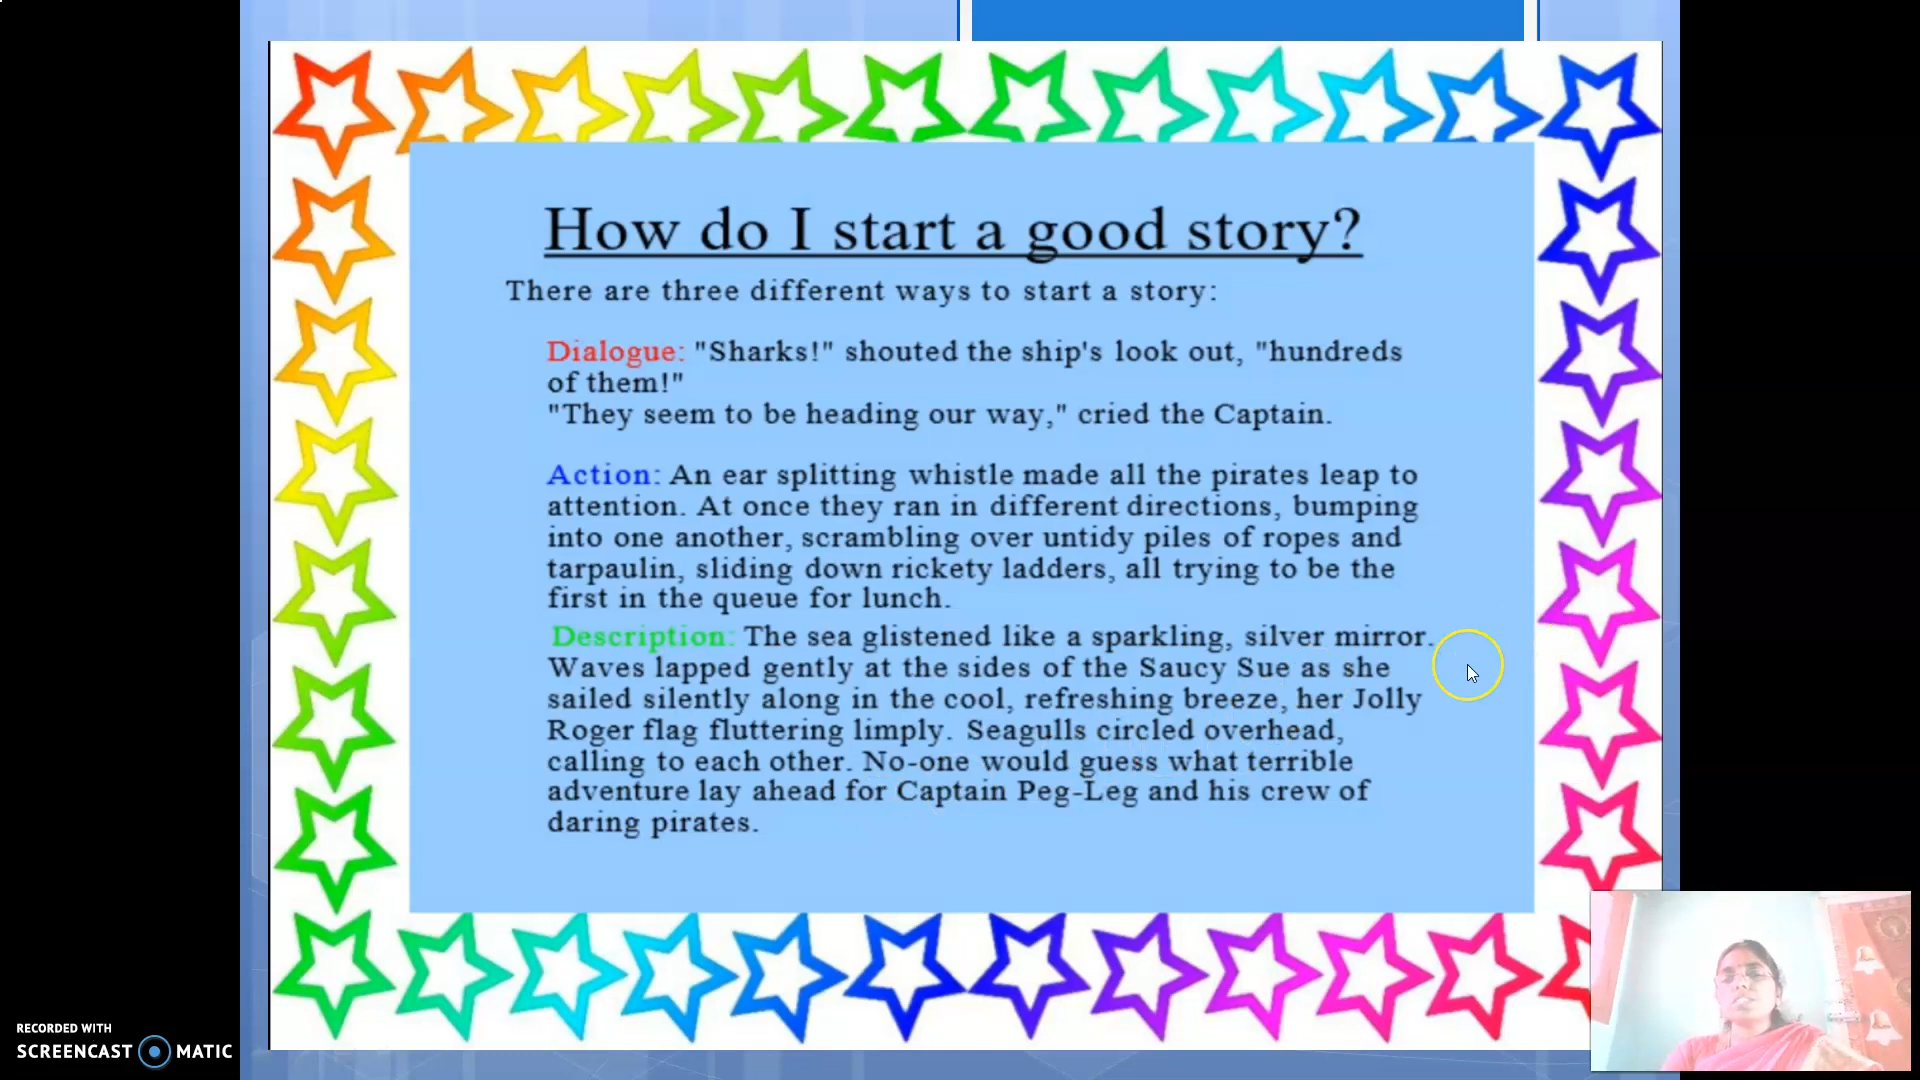 How do I start a good story?
There are three different ways to start a story:
Dialogue: "Sharks!" shouted the ship's look out, "hundreds
of them!"
"They seem to be heading our way," cried the Captain.
Action: An ear splitting whistle made all the pirates leap to
attention. At once they ran in different directions, bumping
into one another, scrambling over untidy piles of ropes and
tarpaulin, sliding down rickety ladders, all trying to be the
first in the queue for lunch.
Description: The sea glistened like a sparkling, silver mirror.
Waves lapped gently at the sides of the Saucy Sue as she
sailed silently along in the cool, refreshing breeze, her Jolly
Roger flag fluttering limply. Seagulls circled overhead,
calling to each other. No-one would guess what terrible
adventure lay ahead for Captain Peg-Leg and his crew of
daring pirates.
RECORDED WITH
SCREENCAST MATIC